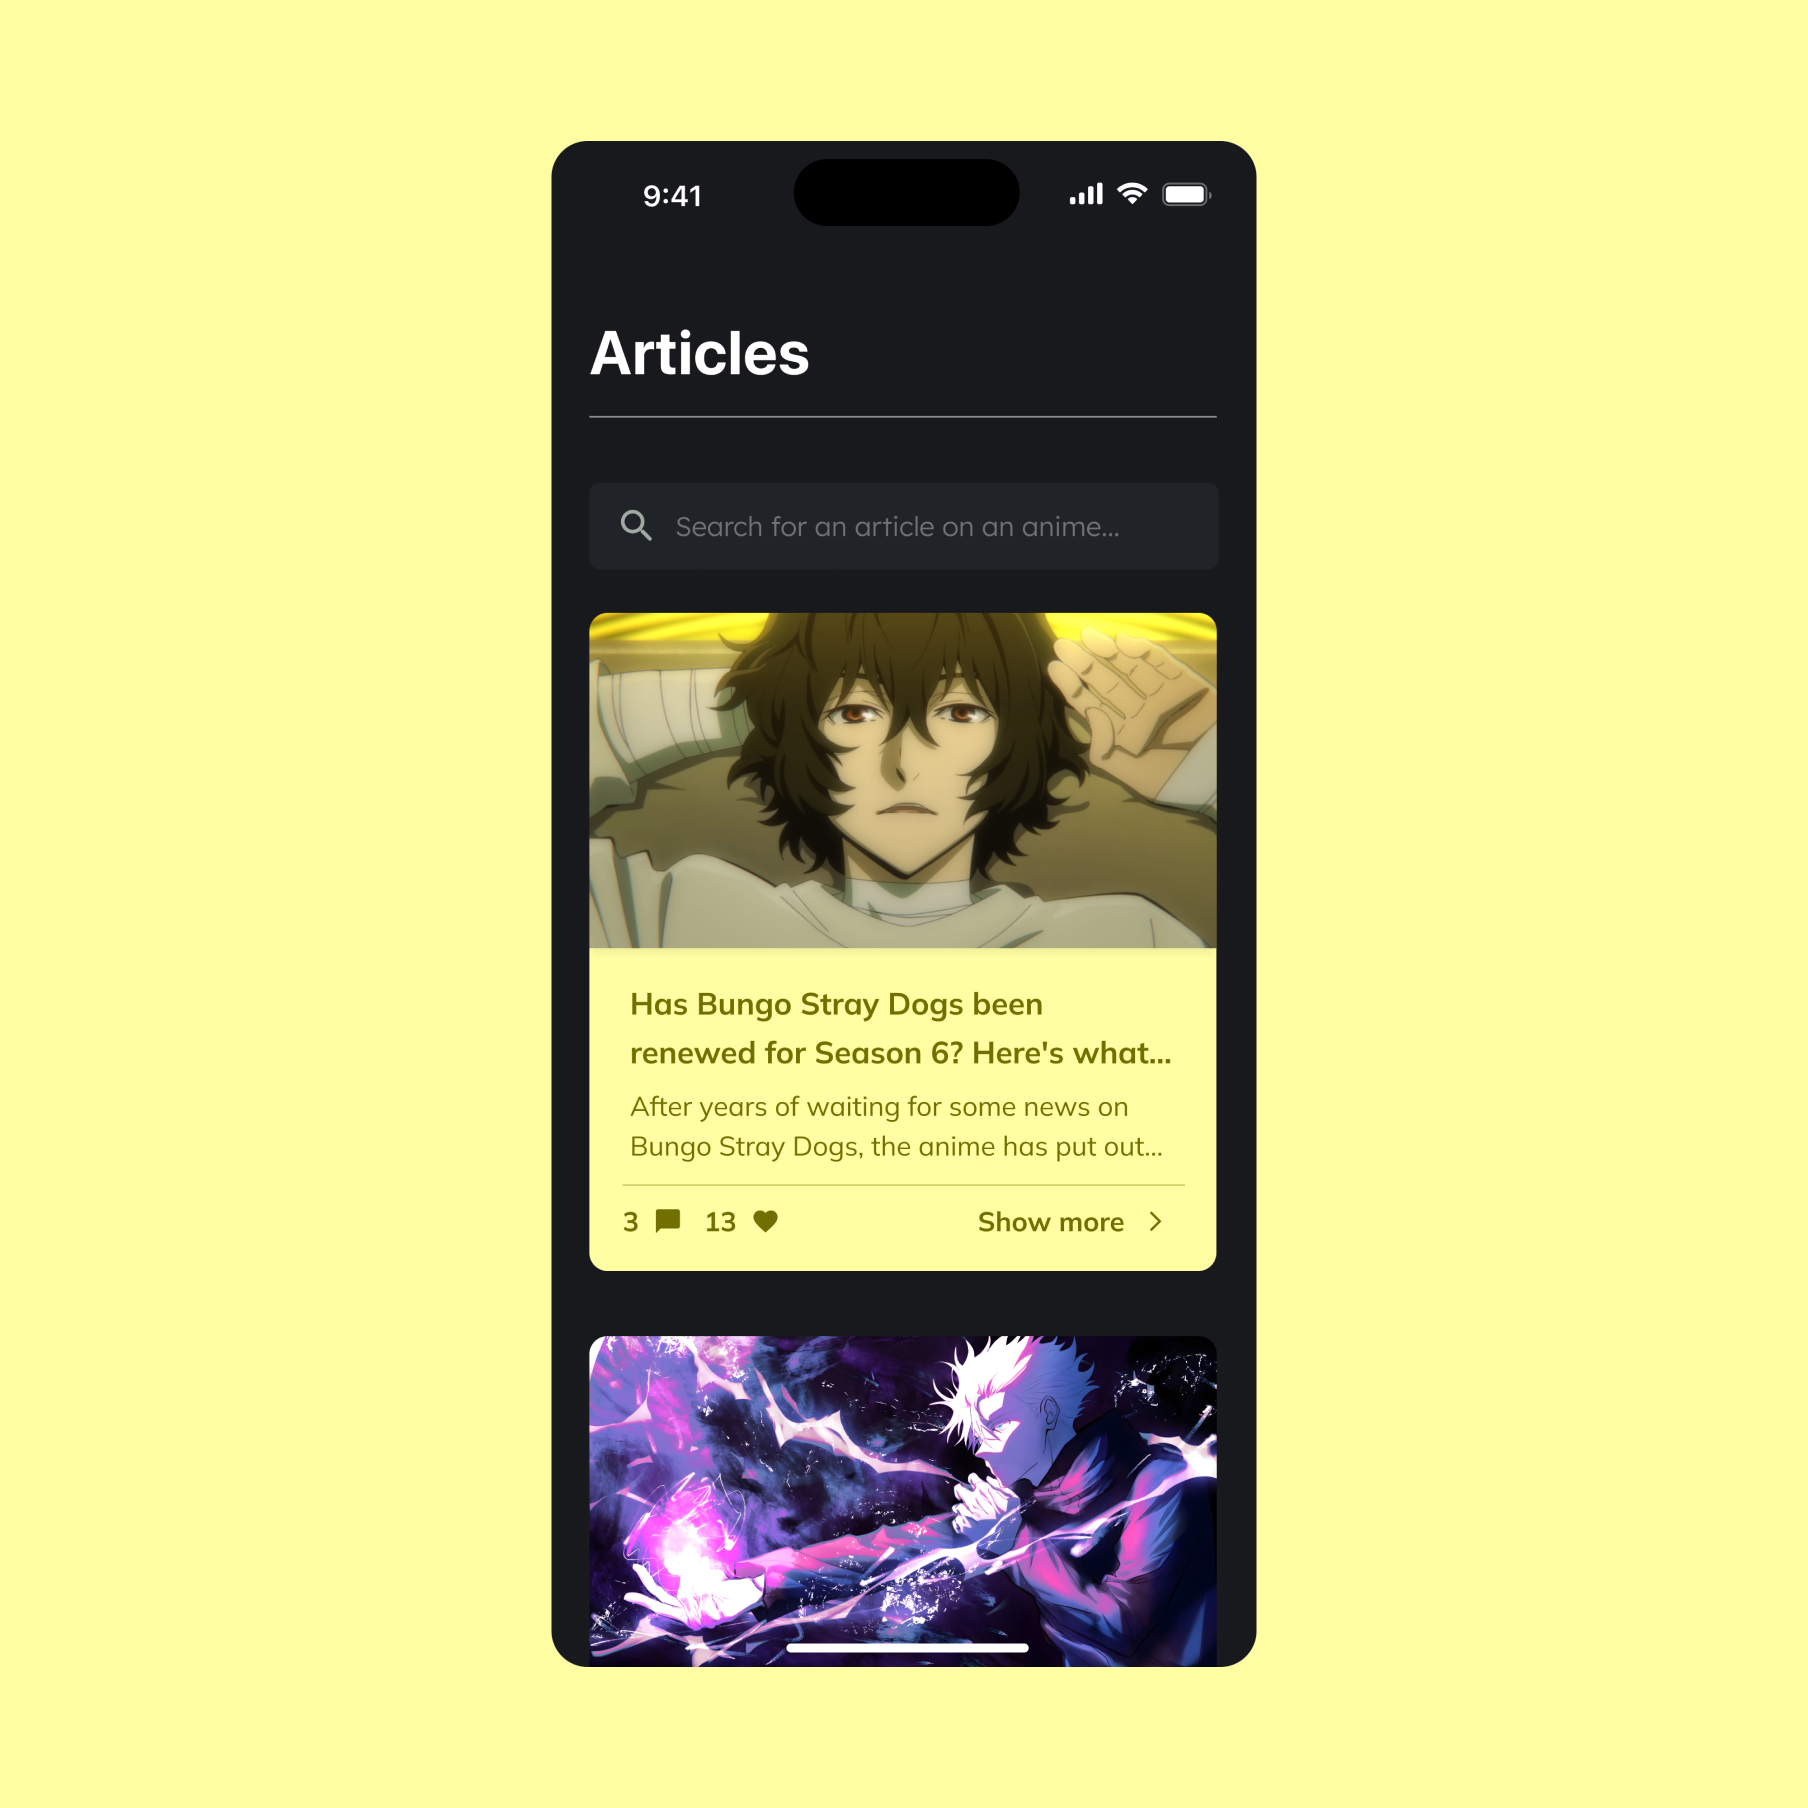 9:41
Articles
Search for an article on an anime...
Has Bungo Stray Dogs been
renewed for Season 6? Here's what...
After years of waiting for some news on
Bungo Stray Dogs, the anime has put out...
3 13 Show more